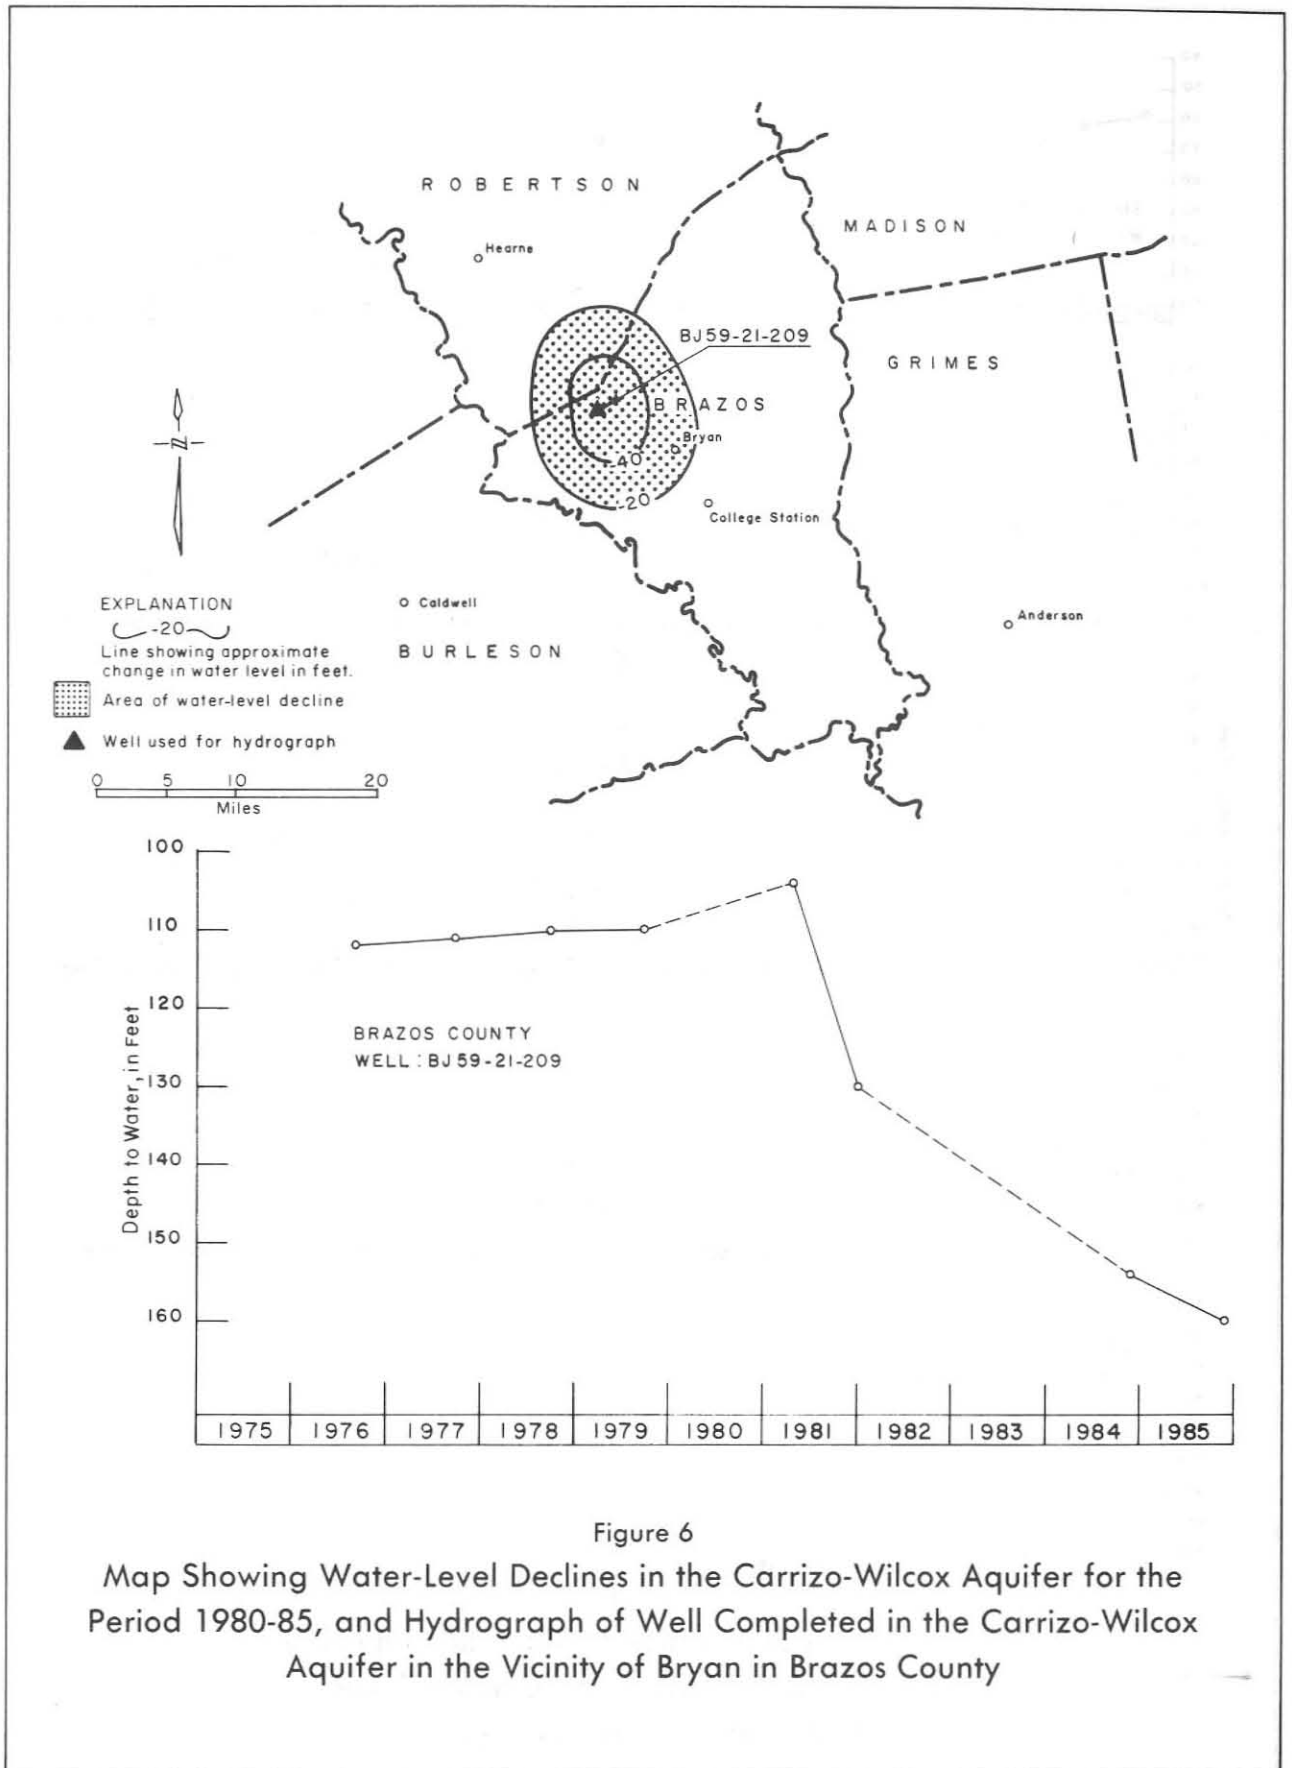 ROBERTSON
MADISON
Hearne
BJ59-21-209
GRIMES
BRAZOS
Bryan
-40
-20
College Station
N
EXPLANATION
-20
Line showing approximate
change in water level in feet.
Area of water-level decline
Well used for hydrograph
Caldwell
BURLESON
Anderson
0 5 10 20
Miles
100
110
120
130
140
150
160
Depth to Water, in Feet
BRAZOS COUNTY
WELL: BJ59-21-209
1975 1976 1977 1978 1979 1980 1981 1982 1983 1984 1985
Figure 6
Map Showing Water-Level Declines in the Carrizo-Wilcox Aquifer for the
Period 1980-85, and Hydrograph of Well Completed in the Carrizo-Wilcox
Aquifer in the Vicinity of Bryan in Brazos County